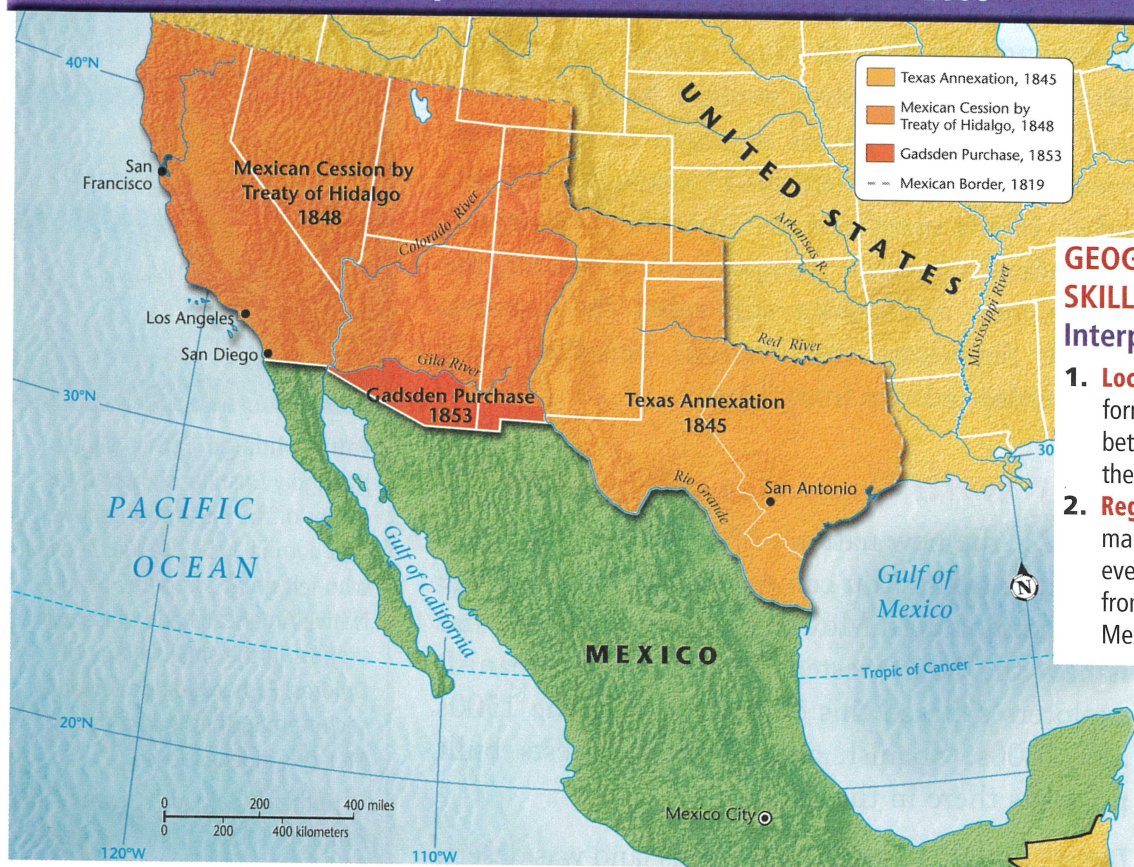 40°N
San
Francisco
Mexican Cession by
Treaty of Hidalgo
1848
Colorado River
Los Angeles
San Diego
Gila River
30°N
Gadsden Purchase
1853
UNITED STATES
Arkansas R.
Mississippi River
Red River
Texas Annexation
1845
Rio Grande
San Antonio
Texas Annexation, 1845
Mexican Cession by
Treaty of Hidalgo, 1848
Gadsden Purchase, 1853
Mexican Border, 1819
GEOG
SKILL
Interp
1. Loc
form
bet
the
2. Reg
ma
eve
from
Me
30
PACIFIC
OCEAN
Gulf of California
Gulf of
Mexico
N
MEXICO
Tropic of Cancer
20°N
0 200 400 miles
0 200 400 kilometers
Mexico City
120°W
110°W